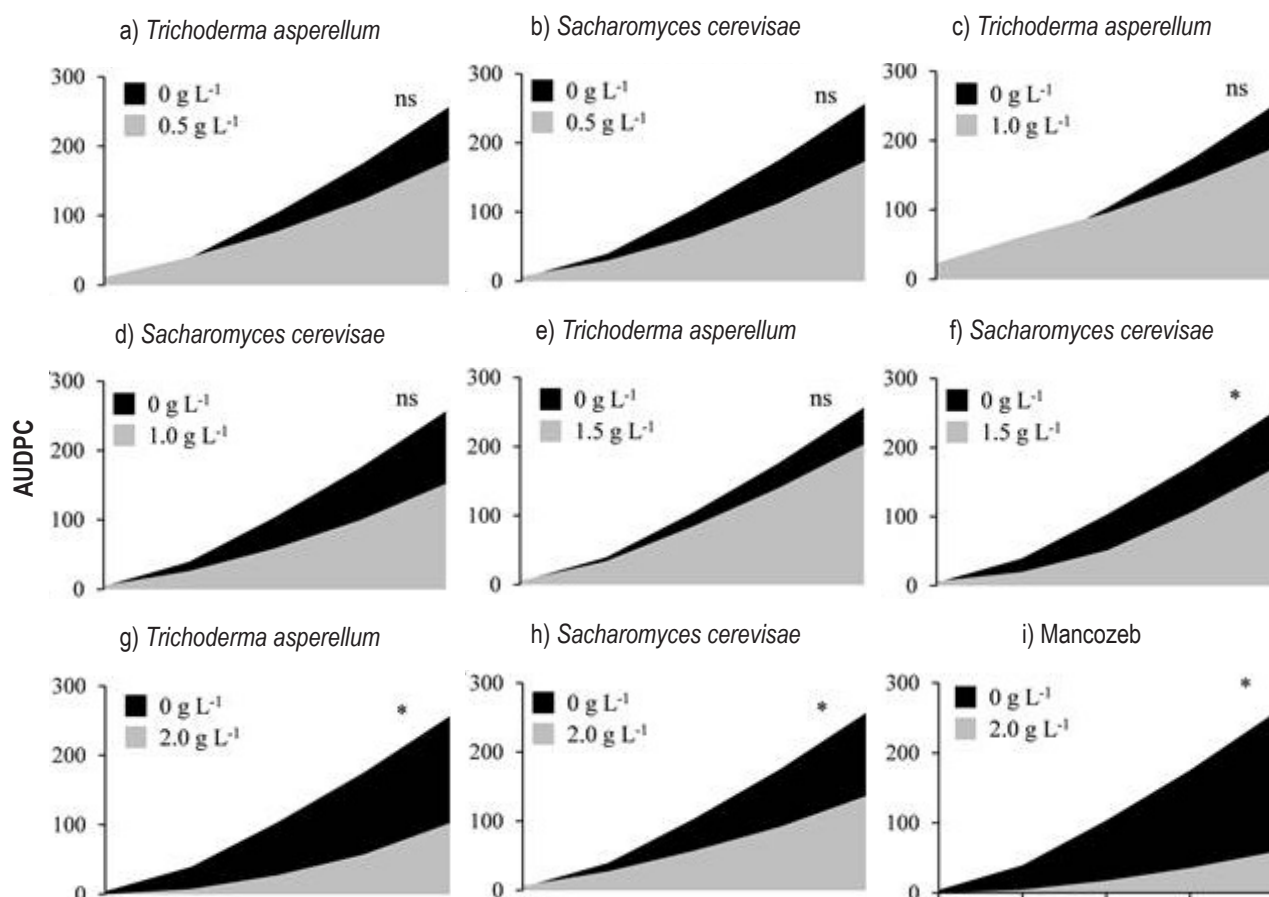 a) Trichoderma asperellum
b) Sacharomyces cerevisae
c) Trichoderma asperellum
300
200
100
0
0 g L-1
0.5 g L-1
ns
300
200
100
0
0 g L-1
0.5 g L-1
ns
300
200
100
0
0 g L-1
1.0 g L-1
ns
d) Sacharomyces cerevisae
e) Trichoderma asperellum
f) Sacharomyces cerevisae
AUDPC
300
200
100
0
0 g L-1
1.0 g L-1
ns
300
200
100
0
0 g L-1
1.5 g L-1
ns
300
200
100
0
0 g L-1
1.5 g L-1
*
g) Trichoderma asperellum
h) Sacharomyces cerevisae
i) Mancozeb
300
200
100
0
0 g L-1
2.0 g L-1
*
300
200
100
0
0 g L-1
2.0 g L-1
*
300
200
100
0
0 g L-1
2.0 g L-1
*